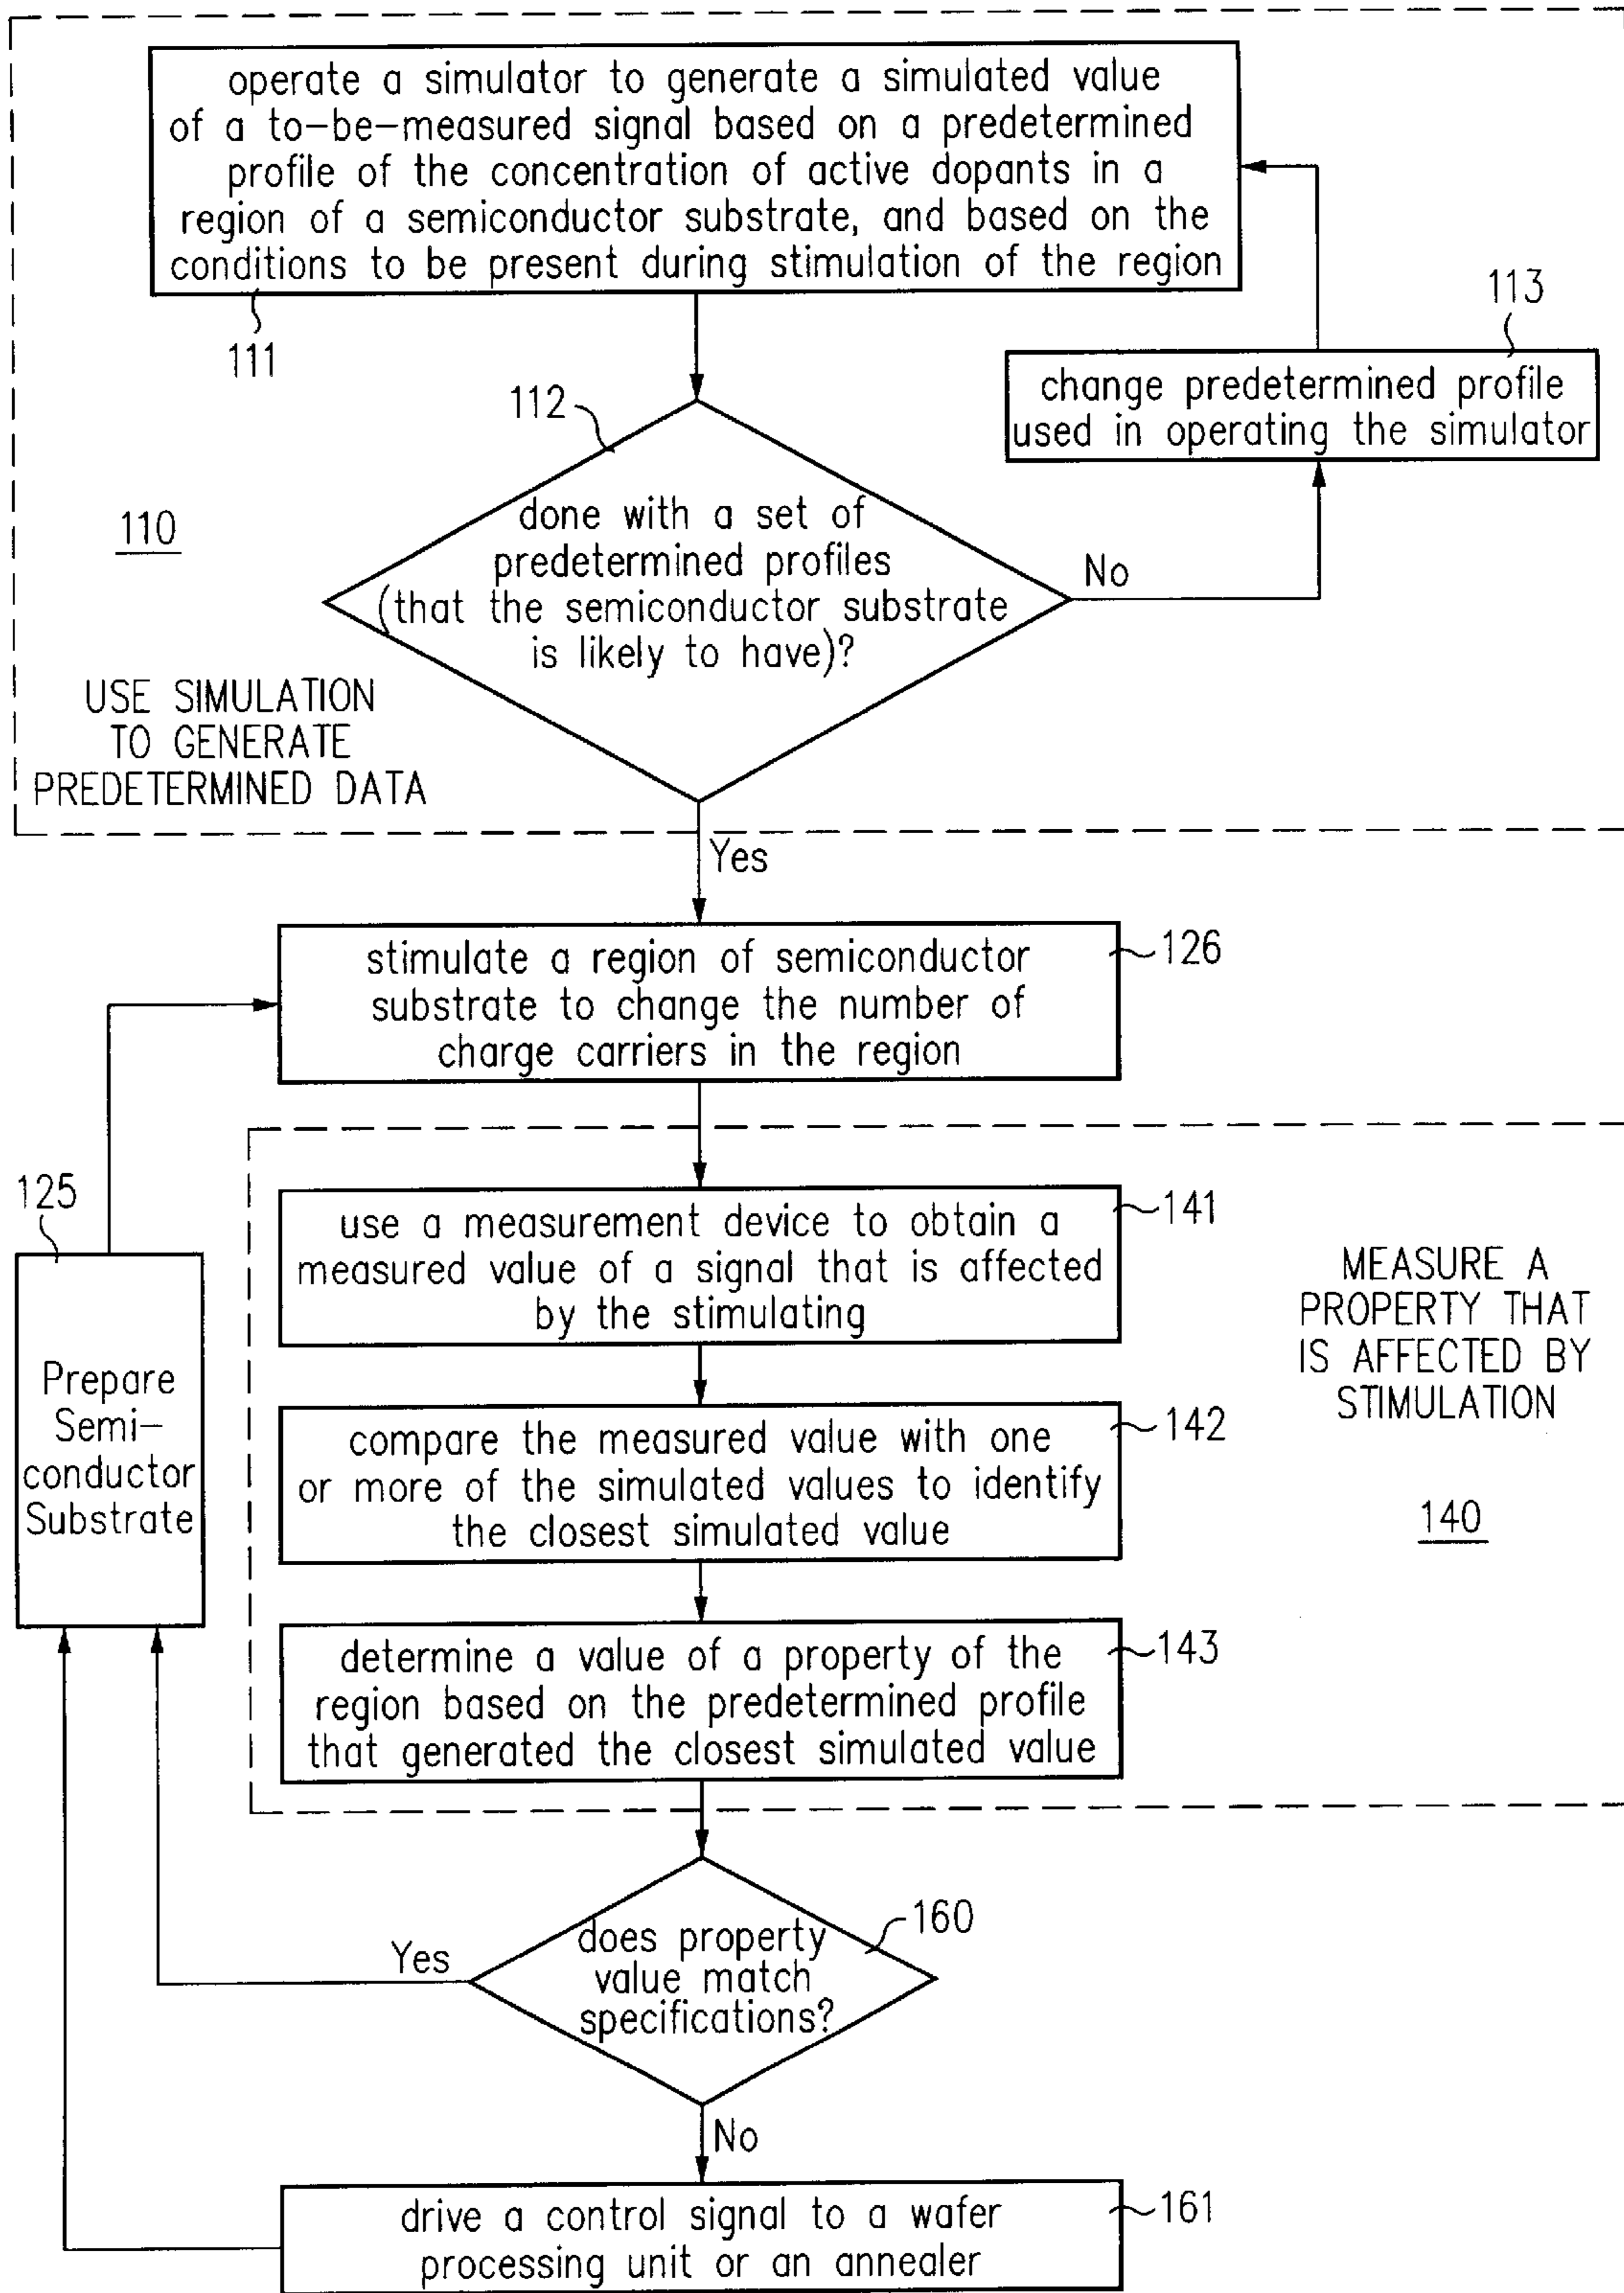 operate a simulator to generate a simulated value
of a to-be-measured signal based on a predetermined
profile of the concentration of active dopants in a
region of a semiconductor substrate, and based on the
conditions to be present during stimulation of the region
111
113
change predetermined profile
used in operating the simulator
112
done with a set of
predetermined profiles
(that the semiconductor substrate
is likely to have)?
No
110
USE SIMULATION
TO GENERATE
PREDETERMINED DATA
Yes
stimulate a region of semiconductor
substrate to change the number of
charge carriers in the region
126
125
Prepare
Semi-
conductor
Substrate
use a measurement device to obtain a
measured value of a signal that is affected
by the stimulating
141
MEASURE A
PROPERTY THAT
IS AFFECTED BY
STIMULATION
140
compare the measured value with one
or more of the simulated values to identify
the closest simulated value
142
determine a value of a property of the
region based on the predetermined profile
that generated the closest simulated value
143
does property
value match
specifications?
160
Yes
No
drive a control signal to a wafer
processing unit or an annealer
161